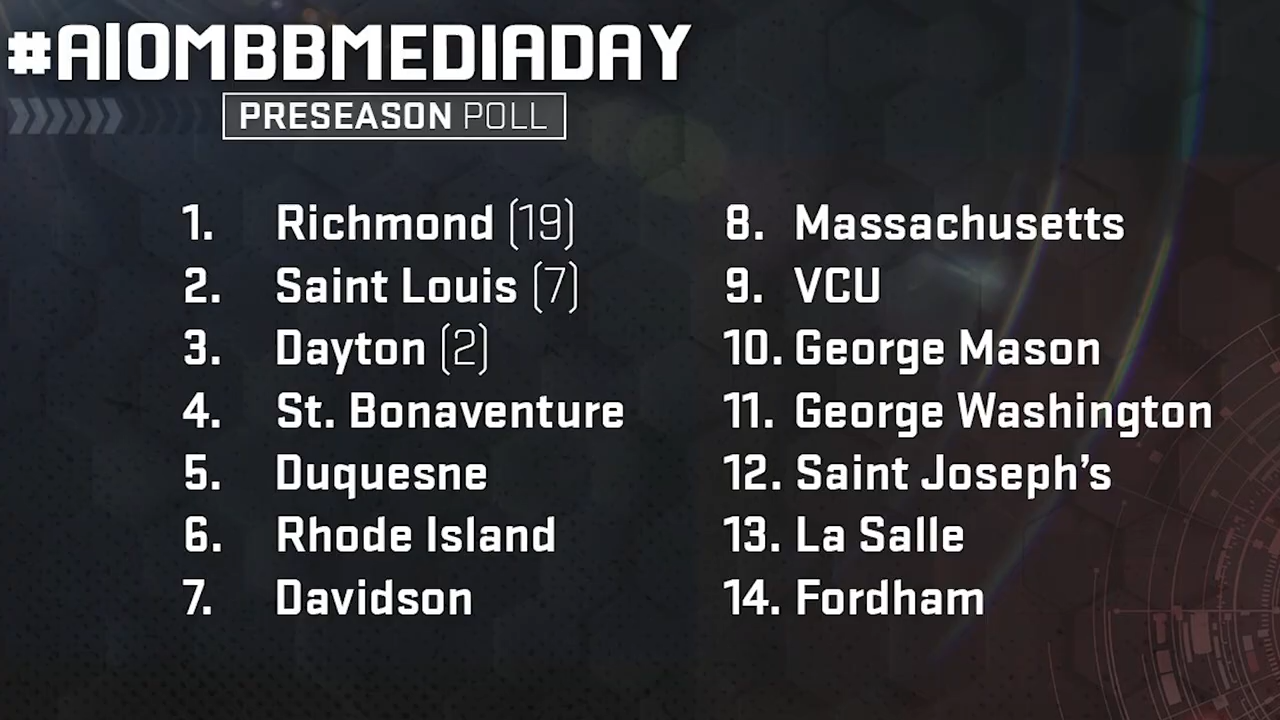 #A10MBBMEDIADAY
PRESEASON POLL
1. Richmond (19)
2. Saint Louis (7)
3. Dayton (2)
4. St. Bonaventure
5. Duquesne
6. Rhode Island
7. Davidson
8. Massachusetts
9. VCU
10. George Mason
11. George Washington
12. Saint Joseph’s
13. La Salle
14. Fordham